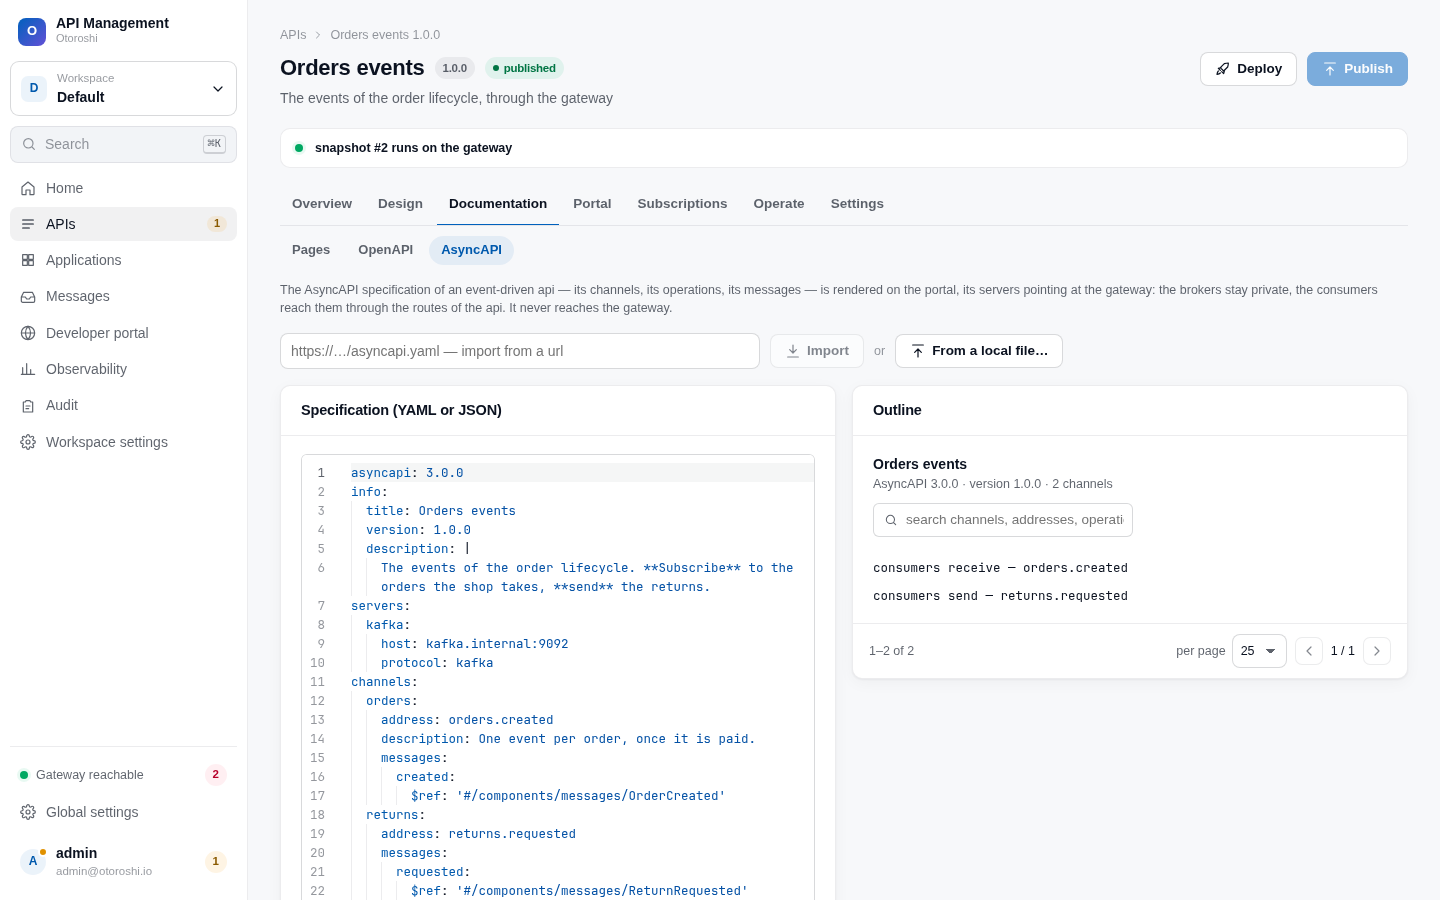 O
API Management
Otoroshi
D
Workspace
Default
Search
⌘K
Home
APIs
1
Applications
Messages
Developer portal
Observability
Audit
Workspace settings
Gateway reachable
2
Global settings
A
admin
admin@otoroshi.io
1
APIs
Orders events 1.0.0
Orders events
1.0.0
published
Deploy
Publish
The events of the order lifecycle, through the gateway
snapshot #2 runs on the gateway
Overview
Design
Documentation
Portal
Subscriptions
Operate
Settings
Pages
OpenAPI
AsyncAPI
The AsyncAPI specification of an event-driven api — its channels, its operations, its messages — is rendered on the portal, its servers pointing at the gateway: the brokers stay private, the consumers
reach them through the routes of the api. It never reaches the gateway.
https://…/asyncapi.yaml — import from a url
Import
or
From a local file…
Specification (YAML or JSON)
1 asyncapi: 3.0.0
2 info:
3 title: Orders events
4 version: 1.0.0
5 description: |
6 The events of the order lifecycle. **Subscribe** to the
orders the shop takes, **send** the returns.
7 servers:
8 kafka:
9 host: kafka.internal:9092
10 protocol: kafka
11 channels:
12 orders:
13 address: orders.created
14 description: One event per order, once it is paid.
15 messages:
16 created:
17 $ref: '#/components/messages/OrderCreated'
18 returns:
19 address: returns.requested
20 messages:
21 requested:
22 $ref: '#/components/messages/ReturnRequested'
Outline
Orders events
AsyncAPI 3.0.0 · version 1.0.0 · 2 channels
search channels, addresses, operati
consumers receive — orders.created
consumers send — returns.requested
1–2 of 2
per page
25
1 / 1